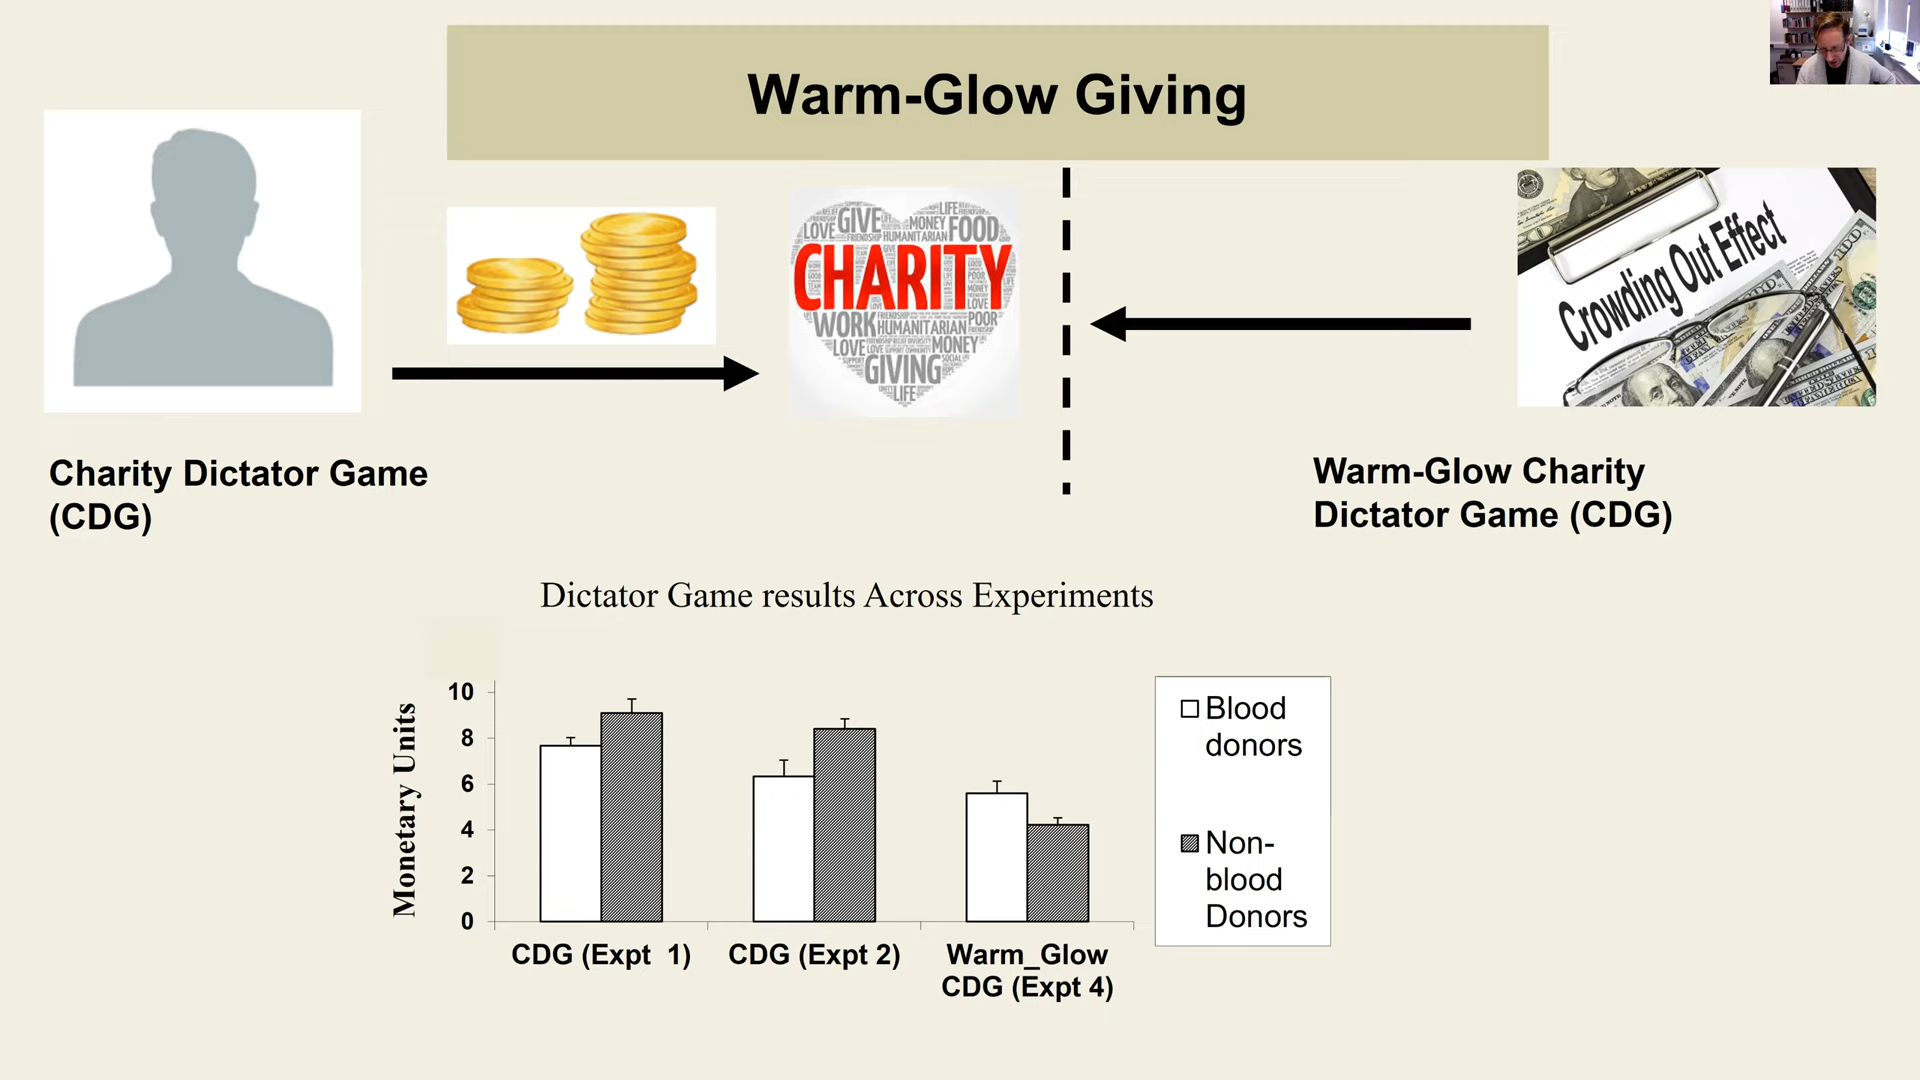 Warm-Glow Giving
GIVE
LIFE
LOVE
MONEY
FOOD
HUMANITARIAN
CHARITY
WORK
HUMANITARIAN
POOR
LOVE
MONEY
GIVING
LIFE
Crowding Out Effect
Charity Dictator Game
(CDG)
Warm-Glow Charity
Dictator Game (CDG)
Dictator Game results Across Experiments
Monetary Units
10
8
6
4
2
0
CDG (Expt 1)
CDG (Expt 2)
Warm_Glow
CDG (Expt 4)
Blood
donors
Non-
blood
Donors